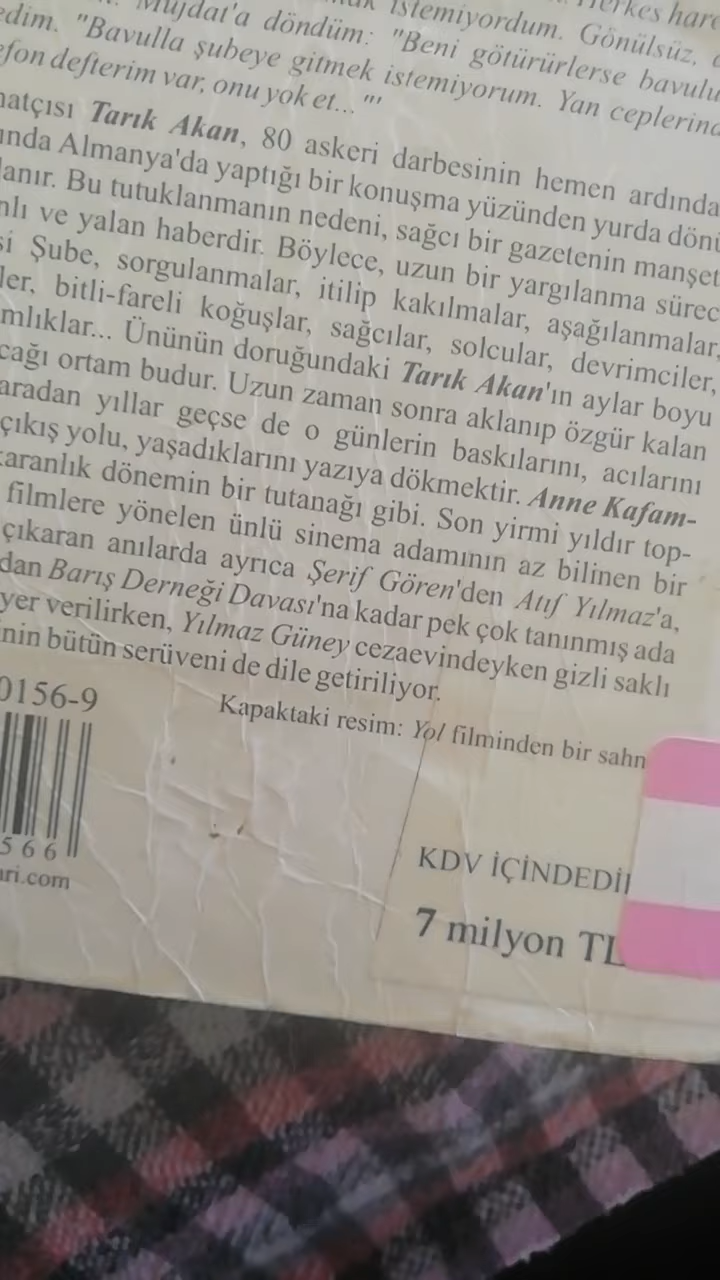 istemiyordum. Gönülsüz,
Müjdat'a döndüm: "Beni götürürlerse bavulu
edim. "Bavulla şubeye gitmek istemiyorum. Yan ceplerind
efon defterim var, onu yok et... "'
natçısı Tarık Akan, 80 askeri darbesinin hemen ardında
ında Almanya'da yaptığı bir konuşma yüzünden yurda dönü
lanır. Bu tutuklanmanın nedeni, sağcı bir gazetenin manşet
nlı ve yalan haberdir. Böylece, uzun bir yargılanma sürec
si Şube, sorgulanmalar, itilip kakılmalar, aşağılanmalar,
ler, bitli-fareli koğuşlar, sağcılar, solcular, devrimciler,
mlıklar... Ününün doruğundaki Tarık Akan'ın aylar boyu
cağı ortam budur. Uzun zaman sonra aklanıp özgür kalan
aradan yıllar geçse de o günlerin baskılarını, acılarını
çıkış yolu, yaşadıklarını yazıya dökmektir. Anne Kafam-
karanlık dönemin bir tutanağı gibi. Son yirmi yıldır top-
filmlere yönelen ünlü sinema adamının az bilinen bir
çıkaran anılarda ayrıca Şerif Gören'den Atıf Yılmaz'a,
dan Barış Derneği Davası'na kadar pek çok tanınmış ada
yer verilirken, Yılmaz Güney cezaevindeyken gizli saklı
nin bütün serüveni de dile getiriliyor.
Kapaktaki resim: Yol filminden bir sahn
0156-9
566
ari.com
KDV İÇİNDEDİ
7 milyon TL